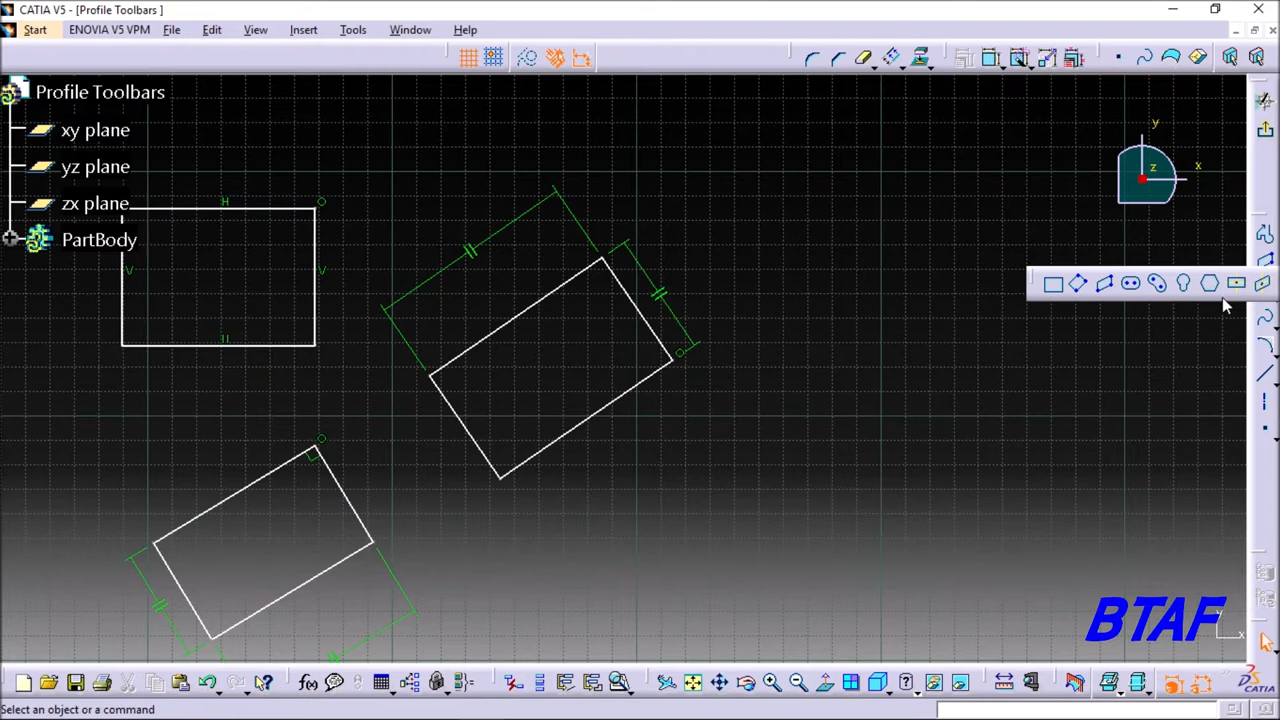 CATIA V5 - [Profile Toolbars ]
Start ENOVIA V5 VPM File Edit View Insert Tools Window Help
Profile Toolbars
xy plane
yz plane
zx plane
PartBody
y
x
z
H
V
V
H
f(x)
BTAF
x
Select an object or a command